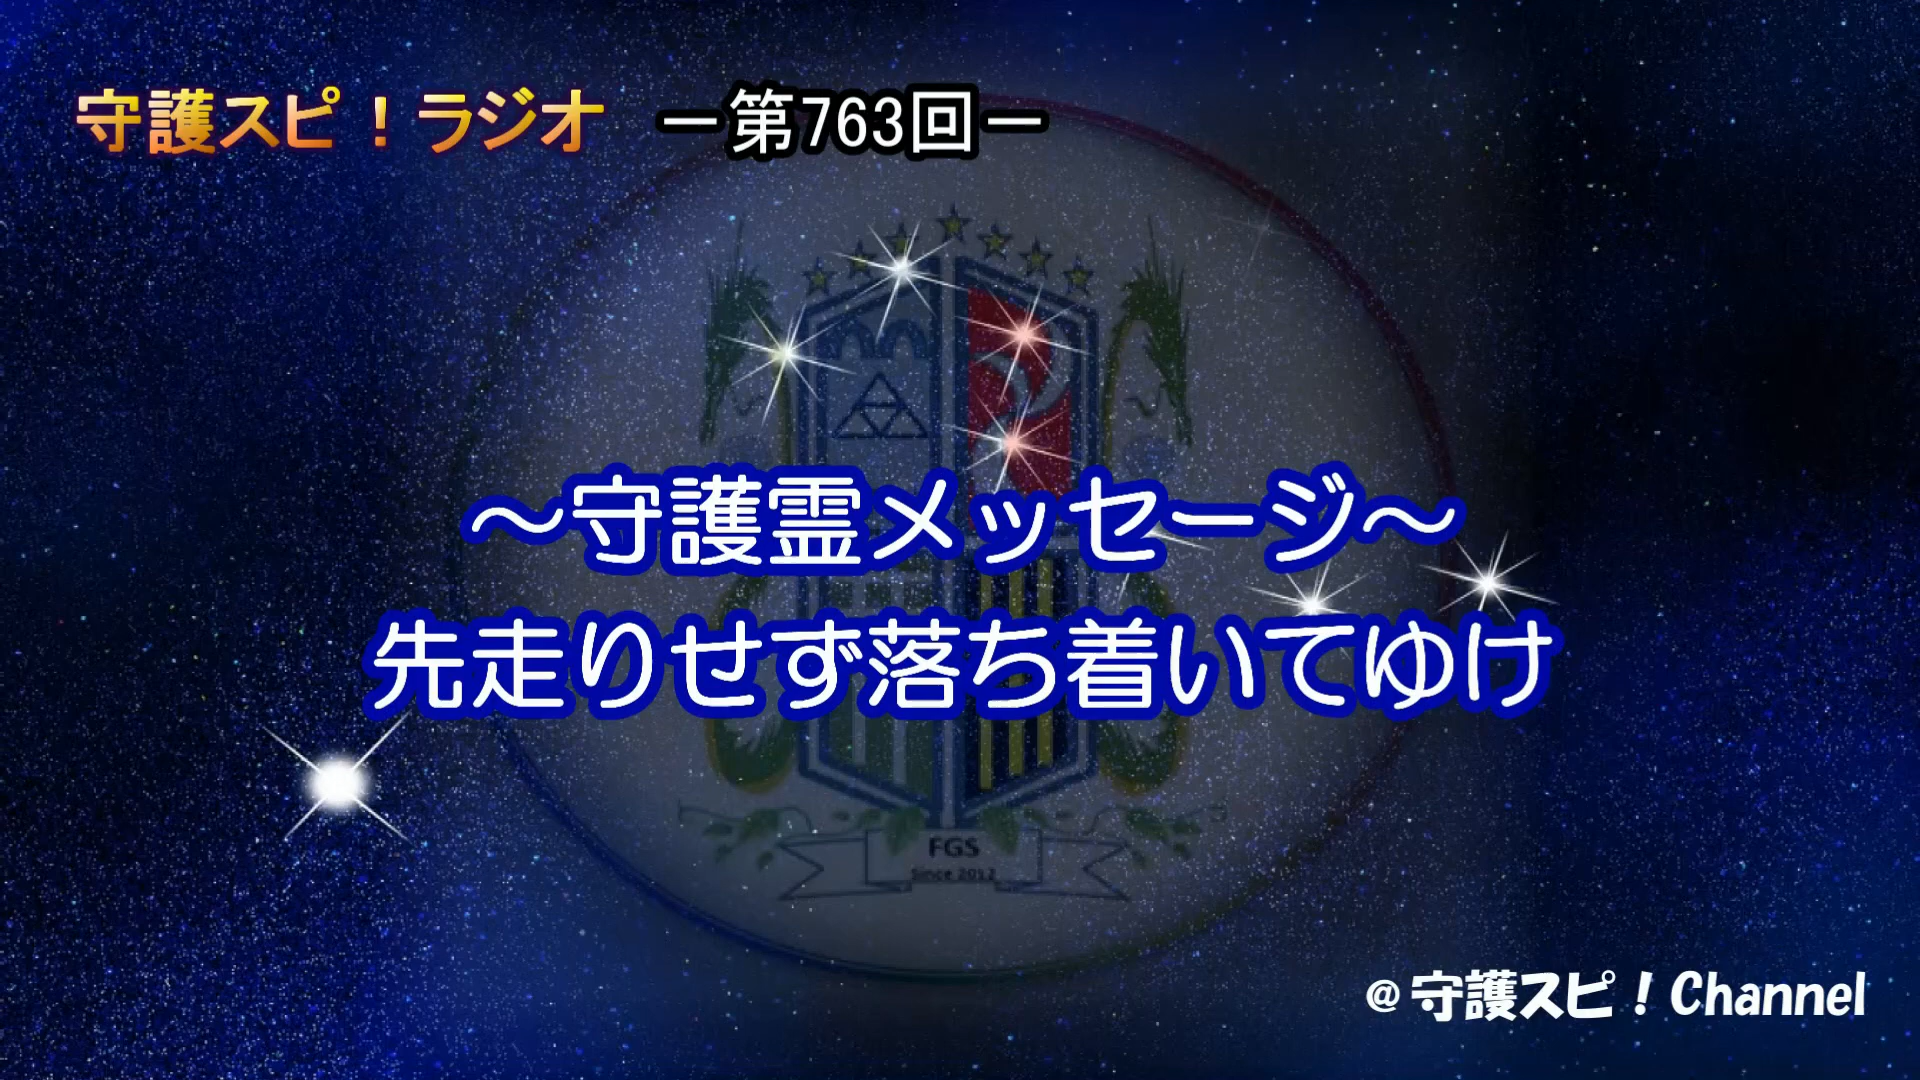 守護スピ！ラジオ　－第763回－
～守護霊メッセージ～
先走りせず落ち着いてゆけ
FGS
Since 2012
@守護スピ！Channel